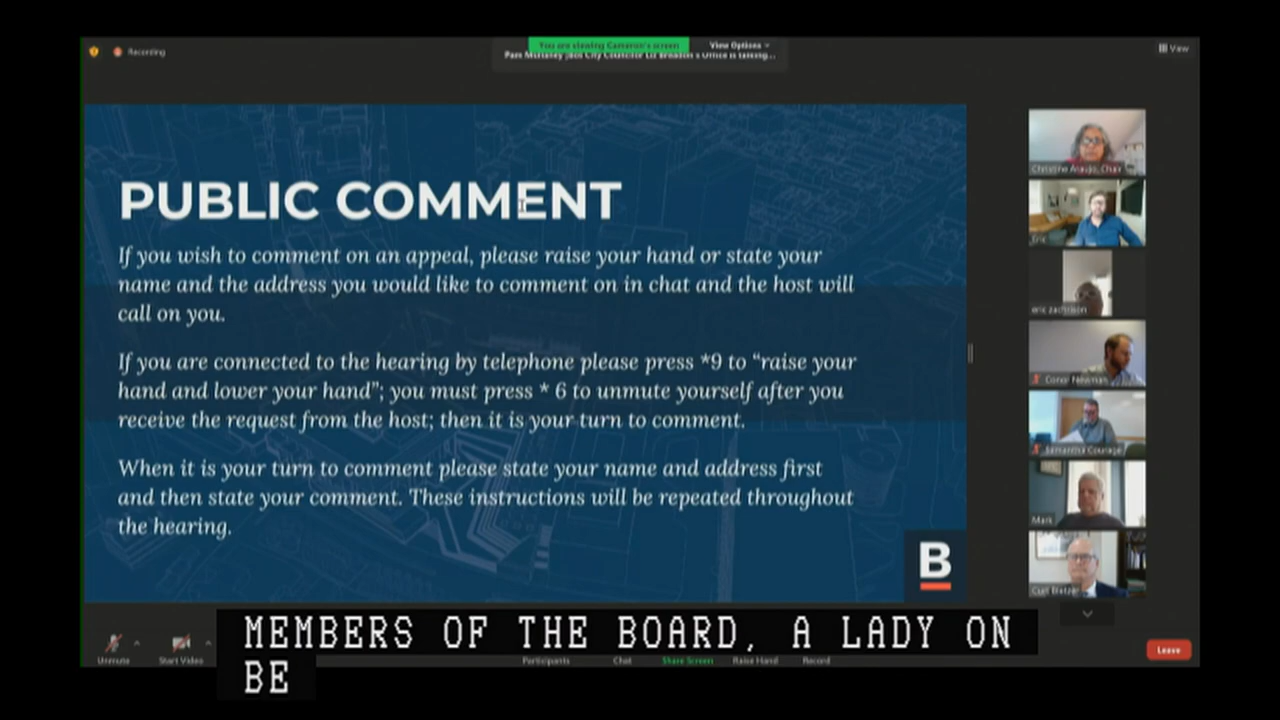 Recording
You are viewing Cameron's screen
View Options
View
PUBLIC COMMENT
If you wish to comment on an appeal, please raise your hand or state your
name and the address you would like to comment on in chat and the host will
call on you.
If you are connected to the hearing by telephone please press *9 to “raise your
hand and lower your hand”; you must press * 6 to unmute yourself after you
receive the request from the host; then it is your turn to comment.
When it is your turn to comment please state your name and address first
and then state your comment. These instructions will be repeated throughout
the hearing.
B
Christine Araujo, Chair
Eric
eric zachrison
Conor Newman
Mark
MEMBERS OF THE BOARD, A LADY ON
BE
Unmute
Start Video
Participants
Chat
Share Screen
Raise Hand
Record
Leave